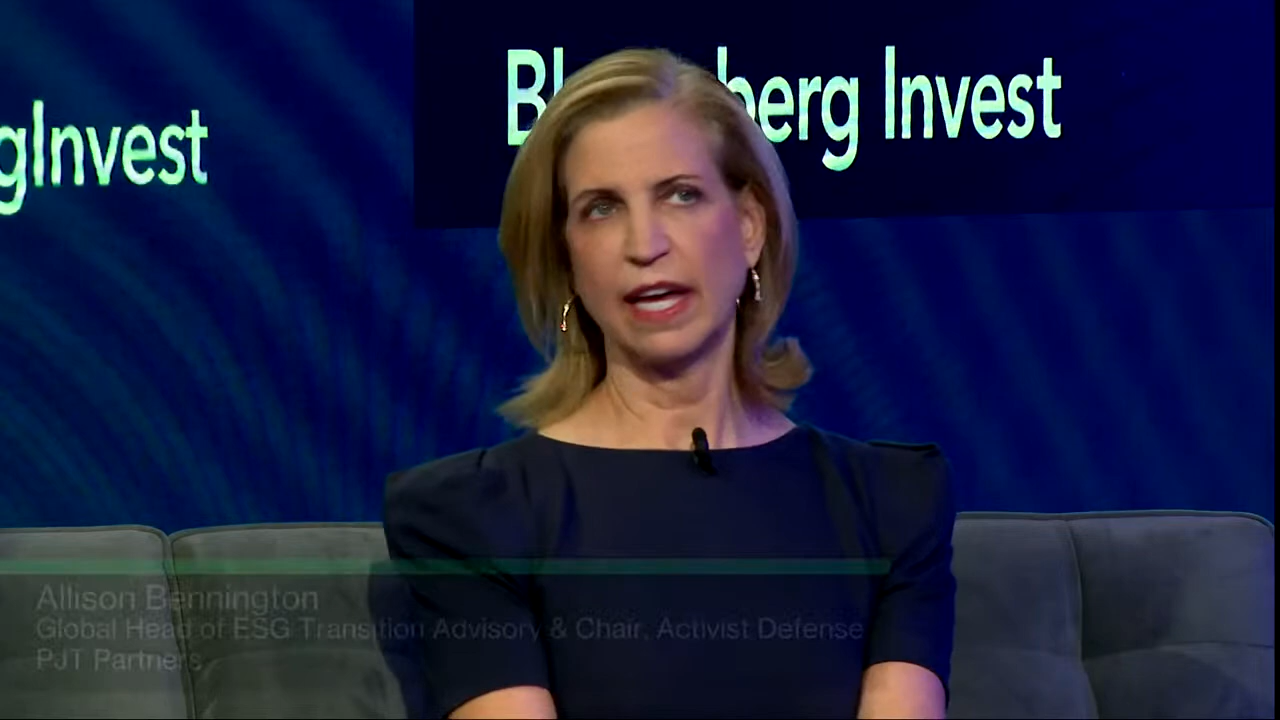 Bl berg Invest
gInvest
Allison Bennington
Global Head of ESG Transition Advisory & Chair, Activist Defense
PJT Partners